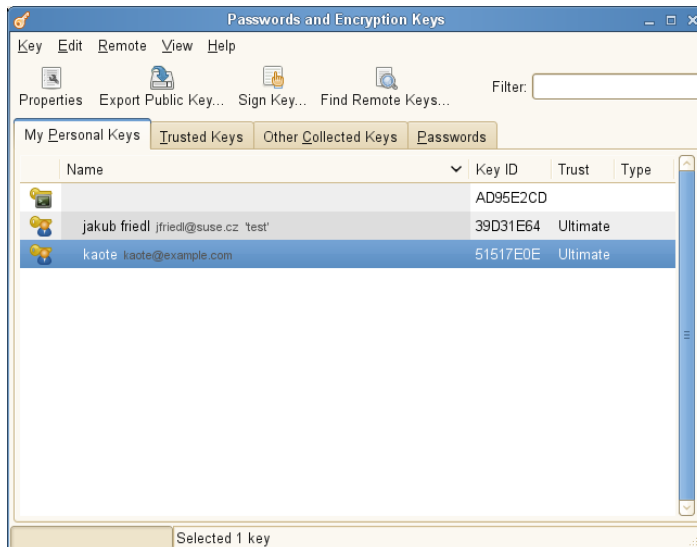 Passwords and Encryption Keys
Key Edit Remote View Help
Properties Export Public Key... Sign Key... Find Remote Keys... Filter:
My Personal Keys Trusted Keys Other Collected Keys Passwords
Name Key ID Trust Type
AD95E2CD
jakub friedl jfriedl@suse.cz 'test' 39D31E64 Ultimate
kaote kaote@example.com 51517E0E Ultimate
Selected 1 key